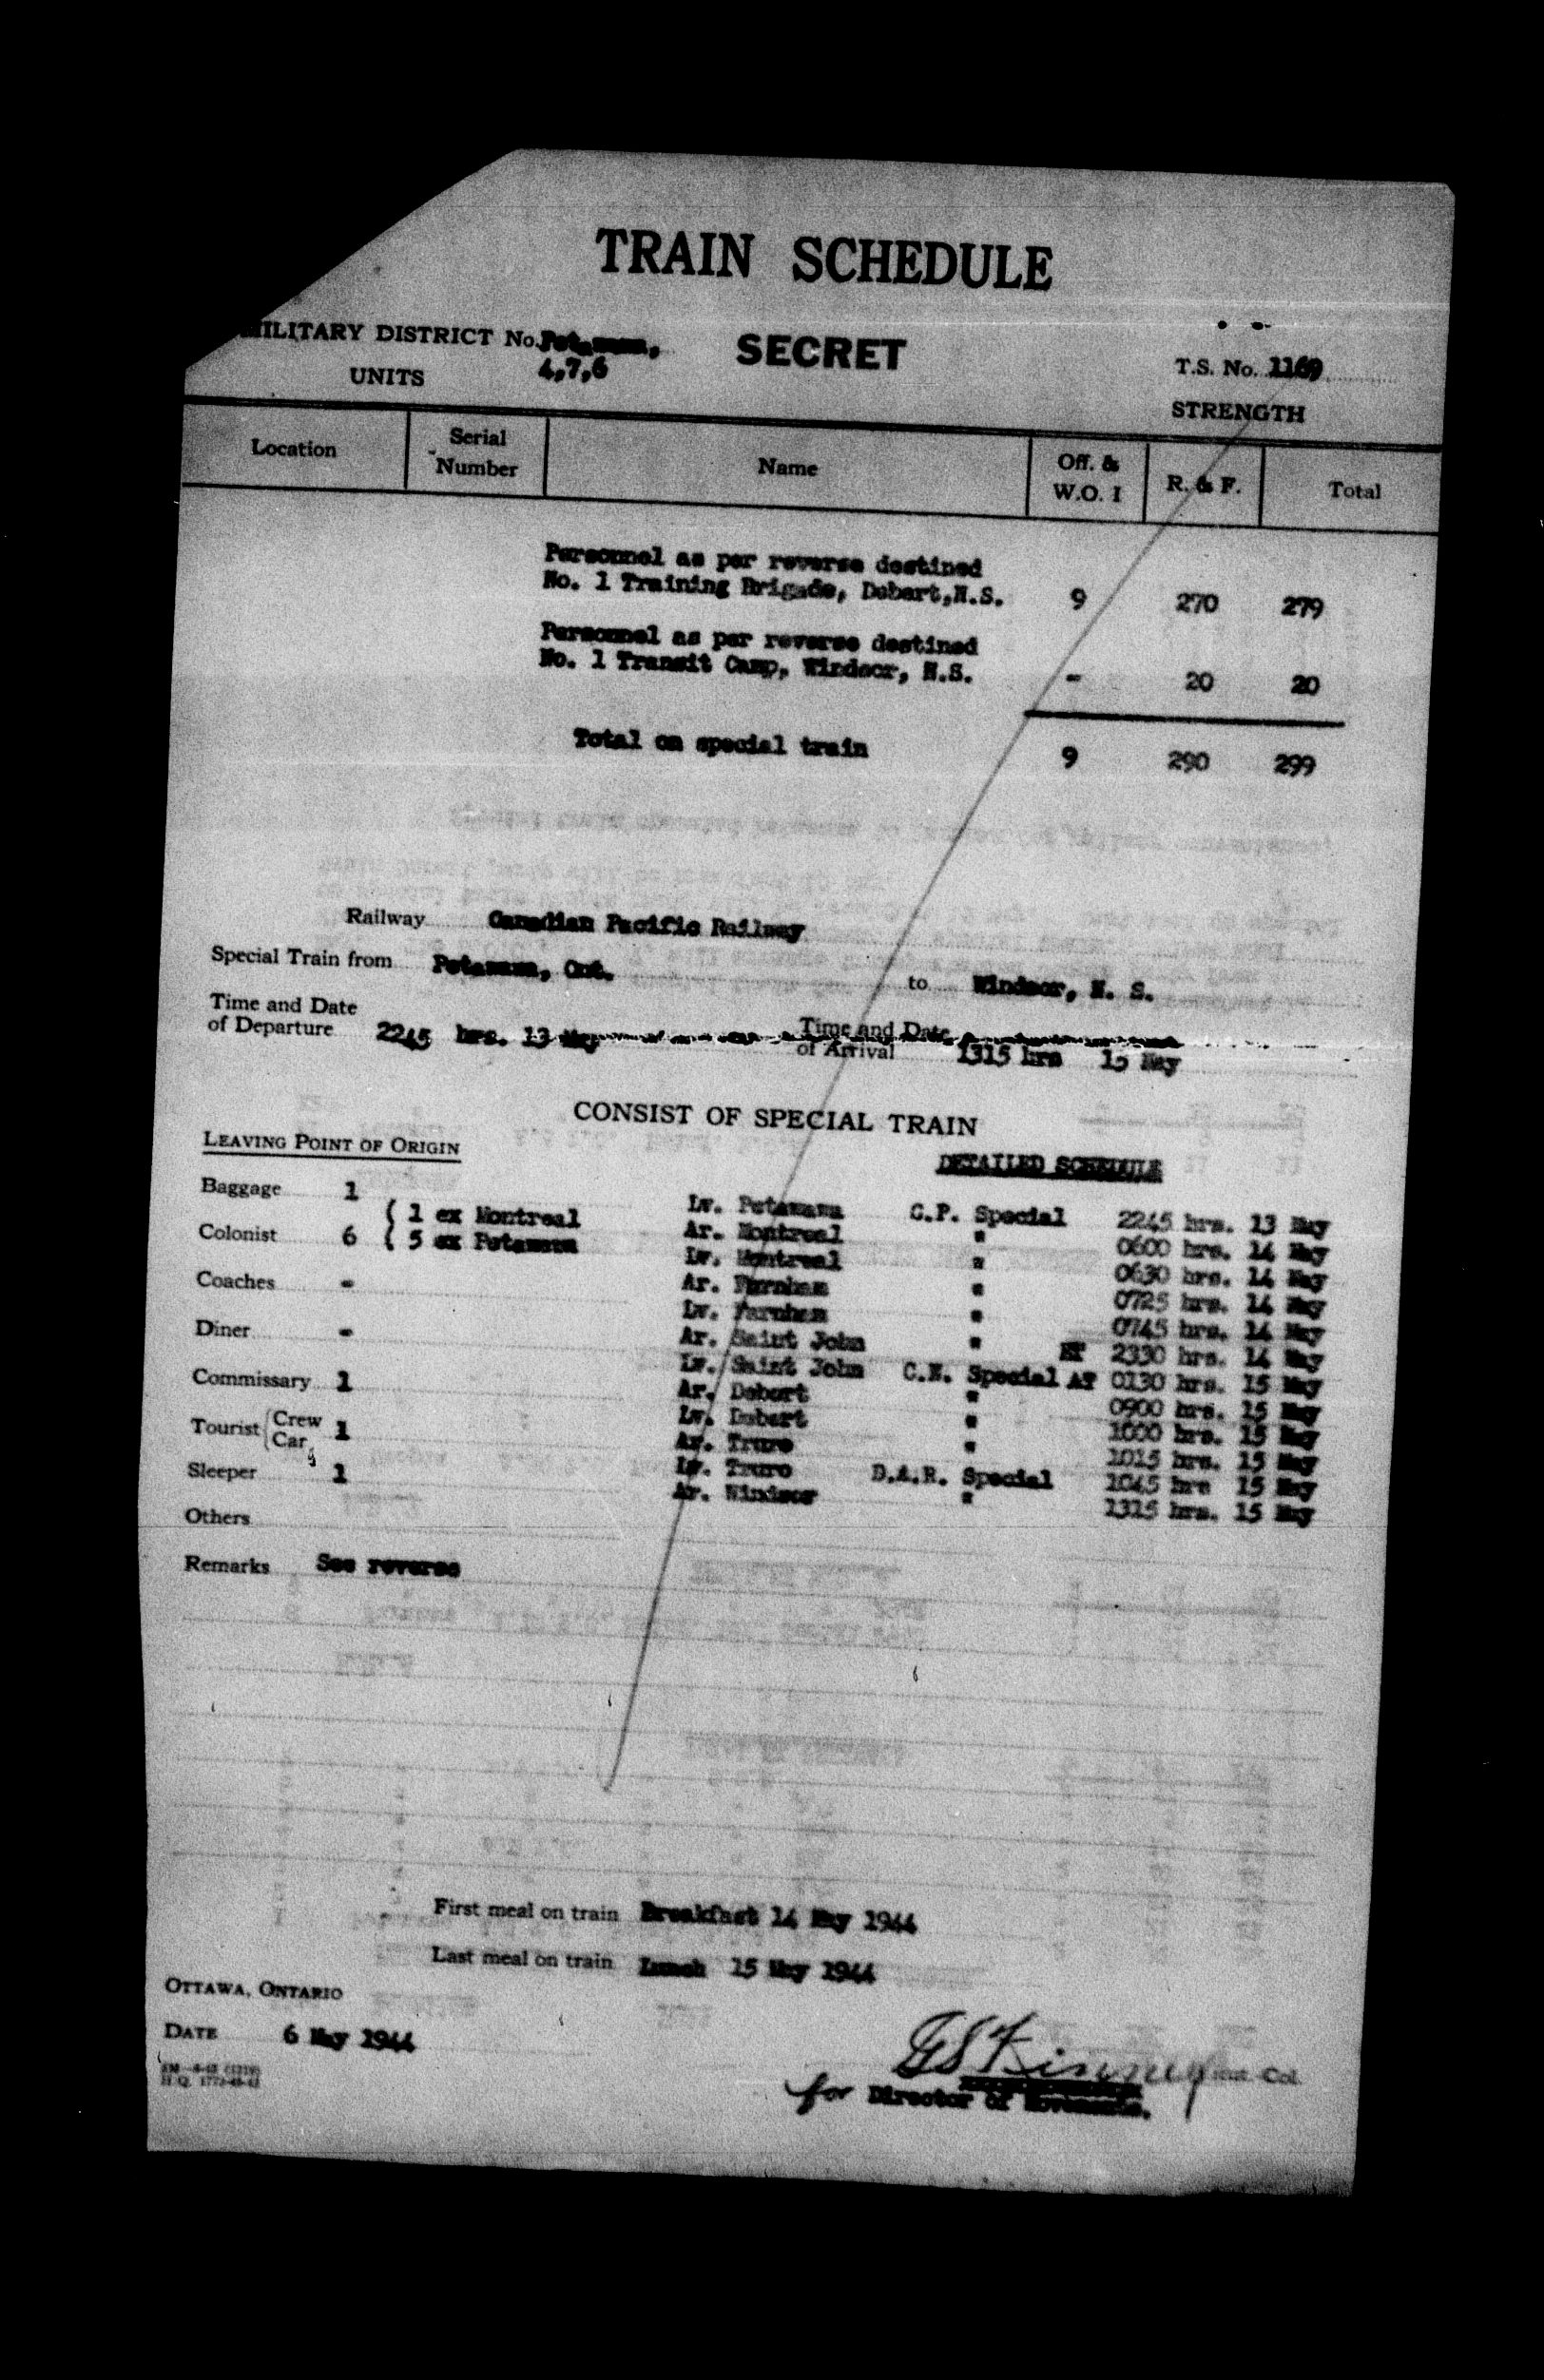 TRAIN SCHEDULE
MILITARY DISTRICT No. Petawawa,
4,7,6
SECRET
T.S. No. 1169
UNITS
STRENGTH
Location Serial Number Name Off. & W.O. I R. & F. Total
Personnel as per reverse destined
No. 1 Training Brigade, Debert,N.S. 9 270 279
Personnel as per reverse destined
No. 1 Transit Camp, Windsor, N.S. - 20 20
Total on special train 9 290 299
Railway Canadian Pacific Railway
Special Train from Petawawa, Ont. to Windsor, N. S.
Time and Date of Departure 2245 hrs. 13 May Time and Date of Arrival 1315 hrs 15 May
CONSIST OF SPECIAL TRAIN
LEAVING POINT OF ORIGIN
DETAILED SCHEDULE
Baggage 1
Colonist 6 ( 1 ex Montreal
( 5 ex Petawawa
Coaches -
Diner -
Commissary 1
Tourist Crew Car 1
Sleeper 1
Others
Remarks See reverse
Lv. Petawawa C.P. Special 2245 hrs. 13 May
Ar. Montreal " 0600 hrs. 14 May
Lv. Montreal " 0630 hrs. 14 May
Ar. Farnham " 0725 hrs. 14 May
Lv. Farnham " 0745 hrs. 14 May
Ar. Saint John " ET 2330 hrs. 14 May
Lv. Saint John C.N. Special AT 0130 hrs. 15 May
Ar. Debert " 0900 hrs. 15 May
Lv. Debert " 1000 hrs. 15 May
Ar. Truro " 1015 hrs. 15 May
Lv. Truro D.A.R. Special 1045 hrs 15 May
Ar. Windsor " 1315 hrs. 15 May
First meal on train Breakfast 14 May 1944
Last meal on train Lunch 15 May 1944
OTTAWA, ONTARIO
DATE 6 May 1944
GSKinney Col.
for Director of Movements.